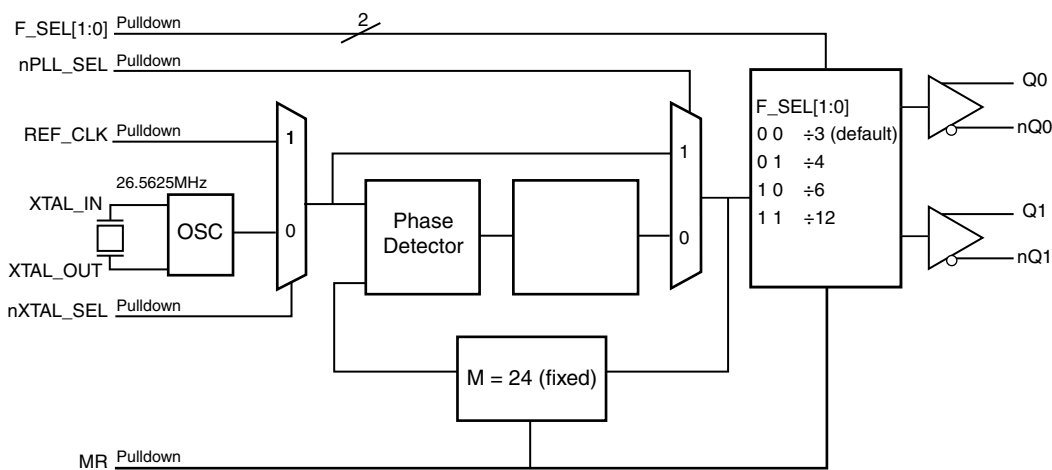 F_SEL[1:0] Pulldown
2
nPLL_SEL Pulldown
REF_CLK Pulldown
1
0
26.5625MHz
XTAL_IN
OSC
XTAL_OUT
nXTAL_SEL Pulldown
Phase
Detector
1
0
M = 24 (fixed)
F_SEL[1:0]
0 0 ÷3 (default)
0 1 ÷4
1 0 ÷6
1 1 ÷12
Q0
nQ0
Q1
nQ1
MR Pulldown